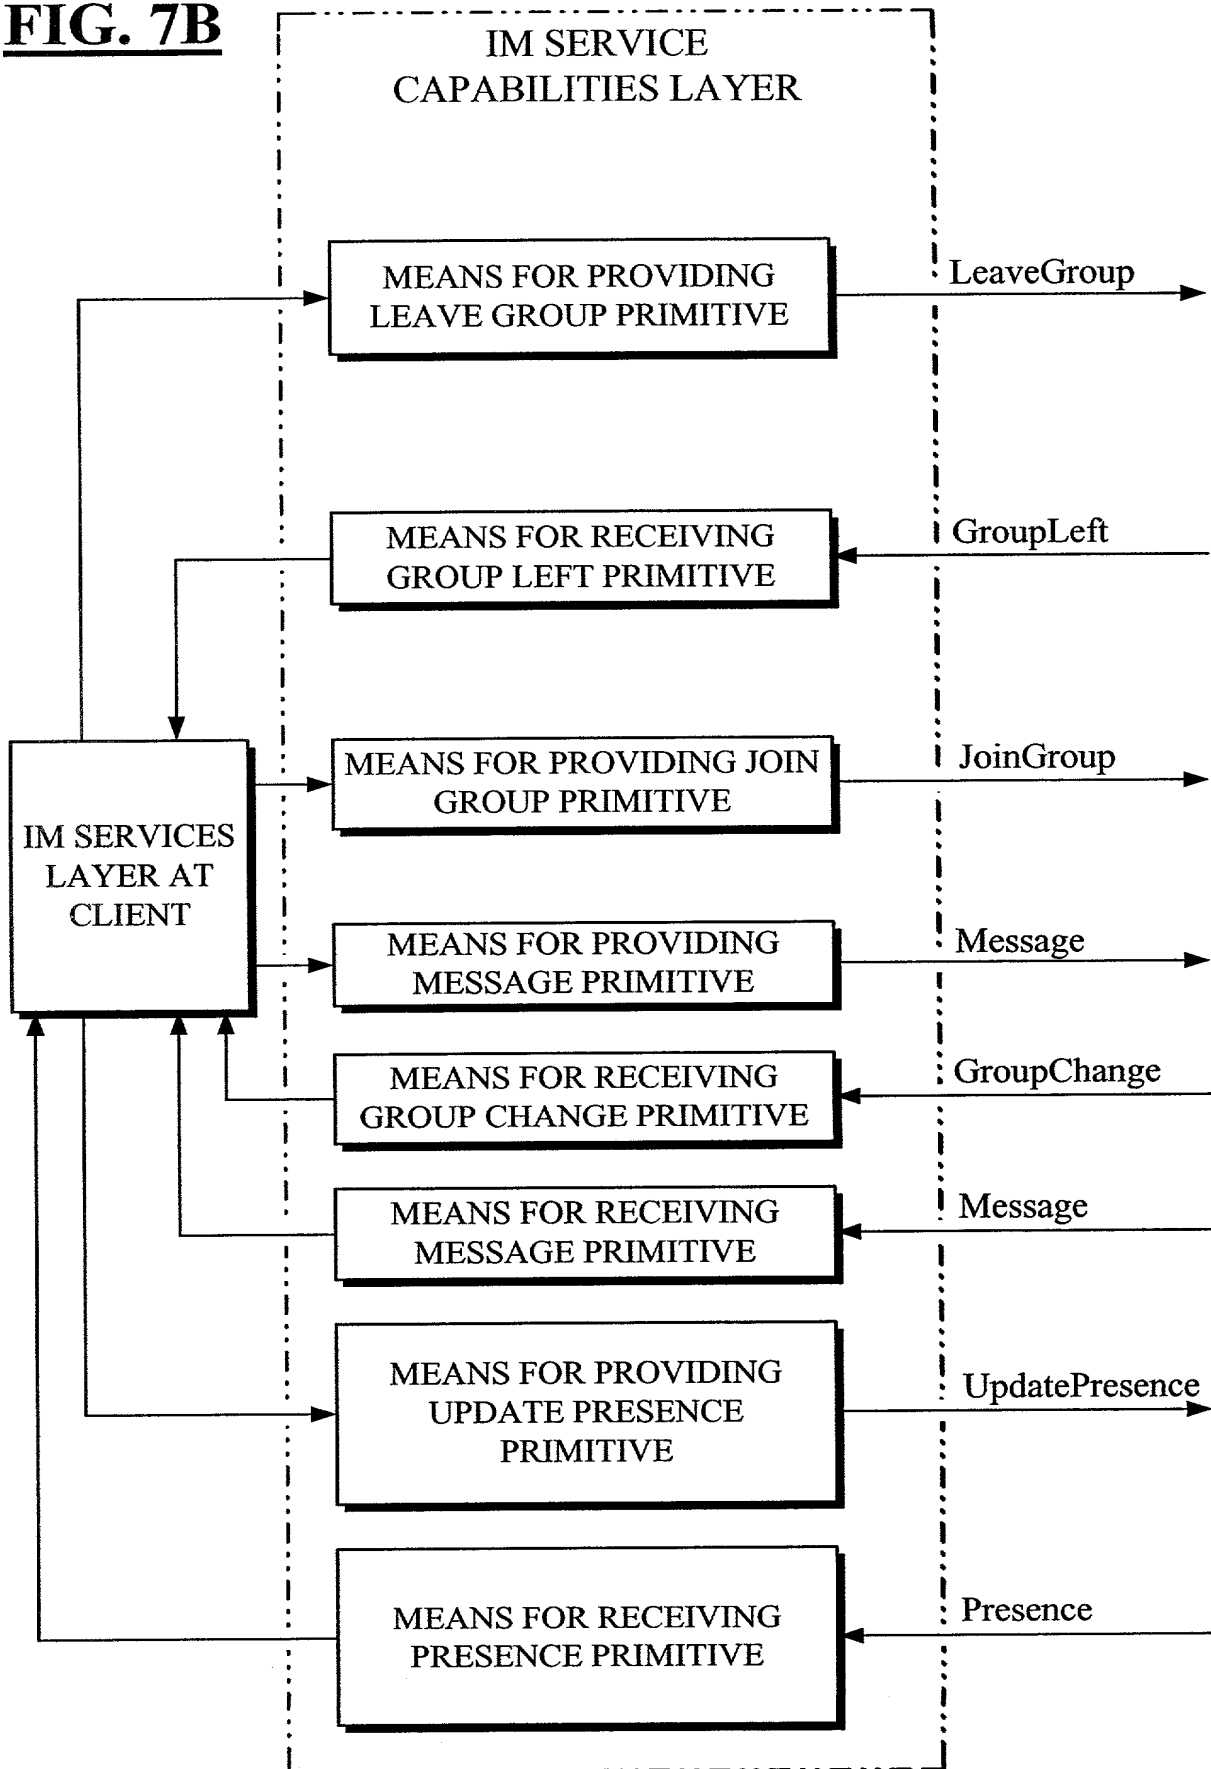 FIG. 7B
IM SERVICE
CAPABILITIES LAYER
MEANS FOR PROVIDING
LEAVE GROUP PRIMITIVE
LeaveGroup
MEANS FOR RECEIVING
GROUP LEFT PRIMITIVE
GroupLeft
IM SERVICES
LAYER AT
CLIENT
MEANS FOR PROVIDING JOIN
GROUP PRIMITIVE
JoinGroup
MEANS FOR PROVIDING
MESSAGE PRIMITIVE
Message
MEANS FOR RECEIVING
GROUP CHANGE PRIMITIVE
GroupChange
MEANS FOR RECEIVING
MESSAGE PRIMITIVE
Message
MEANS FOR PROVIDING
UPDATE PRESENCE
PRIMITIVE
UpdatePresence
MEANS FOR RECEIVING
PRESENCE PRIMITIVE
Presence